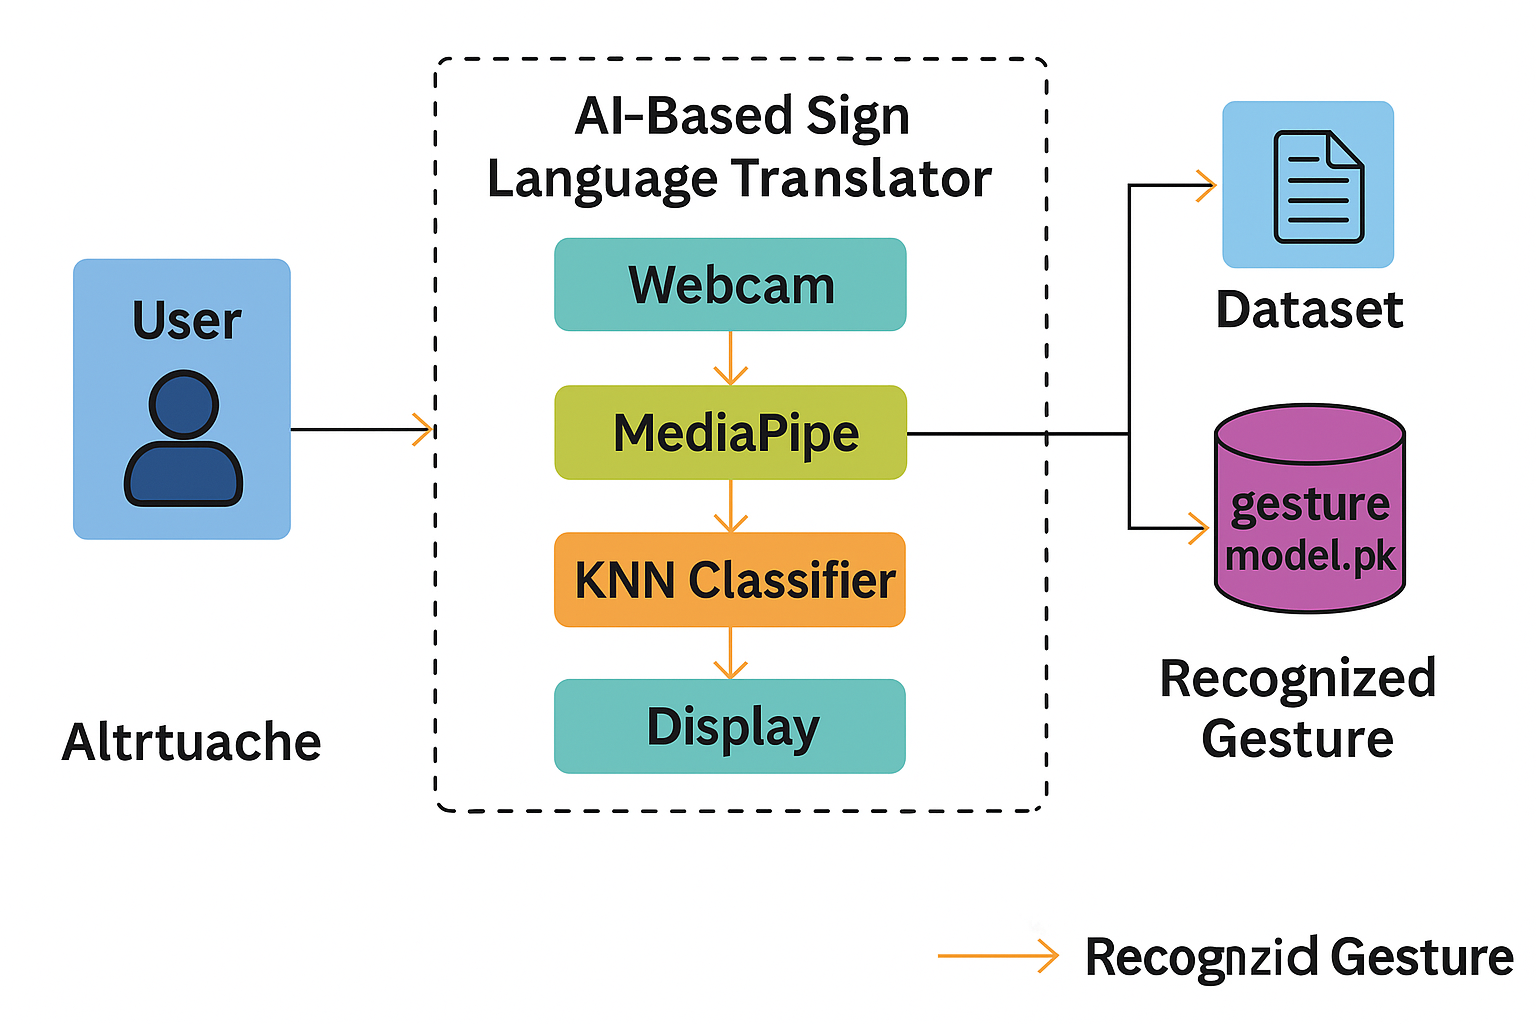 AI-Based Sign
Language Translator
User
Webcam
MediaPipe
KNN Classifier
Display
Dataset
gesture
model.pk
Recognized
Gesture
Altrtuache
Recognzid Gesture